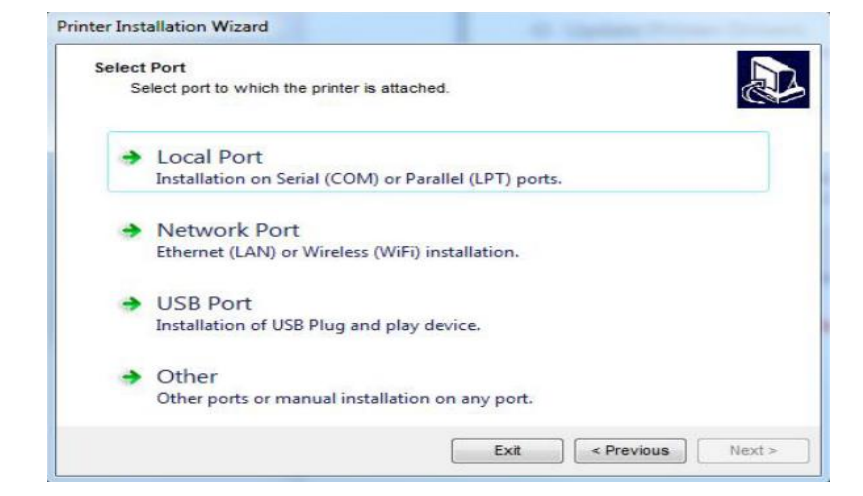 Printer Installation Wizard
Select Port
Select port to which the printer is attached.
Local Port
Installation on Serial (COM) or Parallel (LPT) ports.
Network Port
Ethernet (LAN) or Wireless (WiFi) installation.
USB Port
Installation of USB Plug and play device.
Other
Other ports or manual installation on any port.
Exit
< Previous
Next >